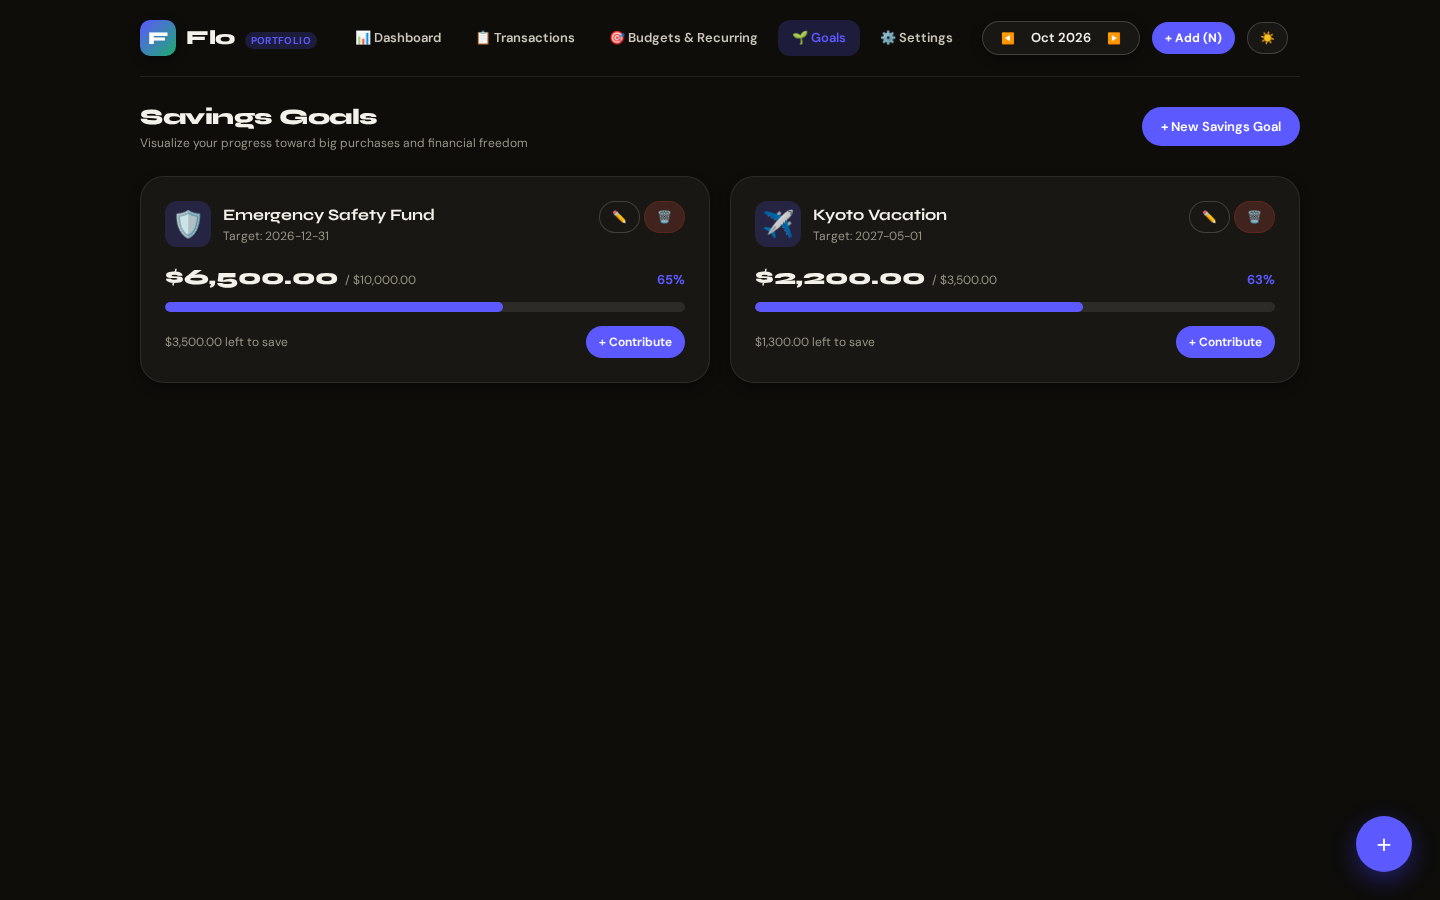 F Flo PORTFOLIO 📊 Dashboard 📋 Transactions 🎯 Budgets & Recurring 🌱 Goals ⚙️ Settings ◀️ Oct 2026 ▶️ + Add (N) ☀️
Savings Goals
Visualize your progress toward big purchases and financial freedom
+ New Savings Goal
Emergency Safety Fund
Target: 2026-12-31
$6,500.00 / $10,000.00 65%
$3,500.00 left to save + Contribute
Kyoto Vacation
Target: 2027-05-01
$2,200.00 / $3,500.00 63%
$1,300.00 left to save + Contribute
+